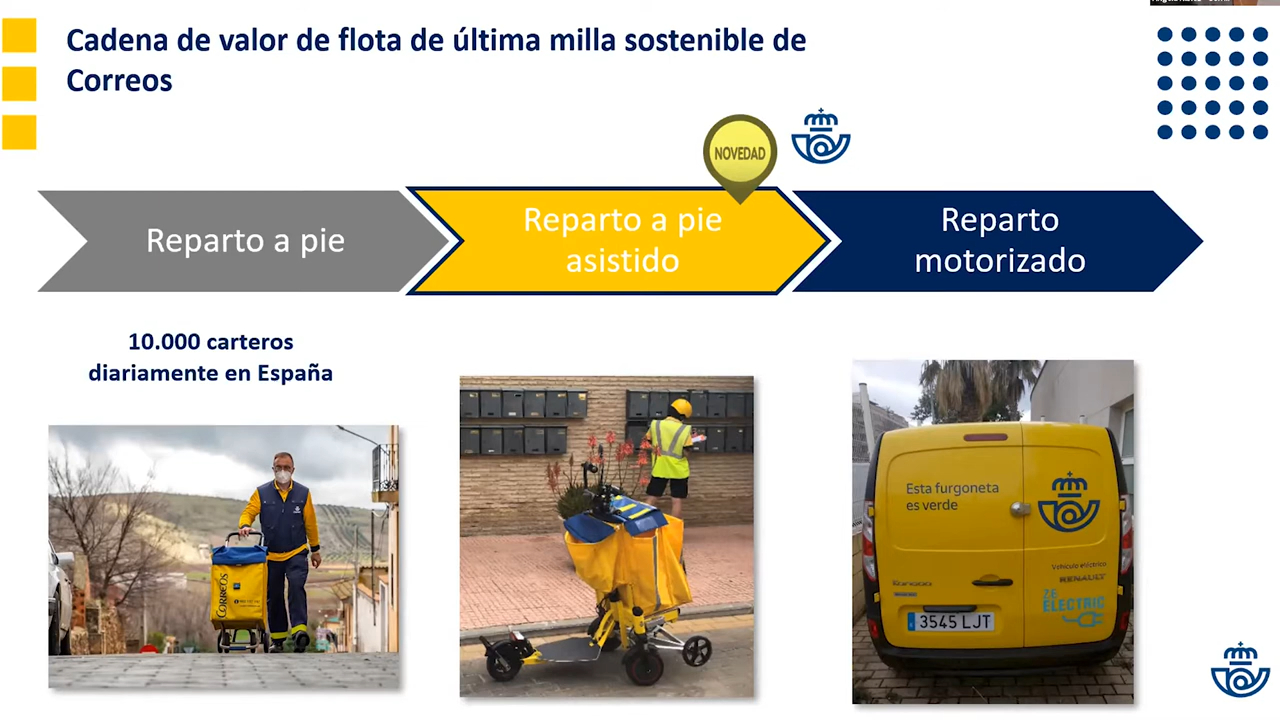 Cadena de valor de flota de última milla sostenible de
Correos
NOVEDAD
Reparto a pie
Reparto a pie
asistido
Reparto
motorizado
10.000 carteros
diariamente en España
CORREOS
Esta furgoneta
es verde
Vehículo eléctrico
RENAULT
Kangoo
Z.E.
ELECTRIC
3545 LJT